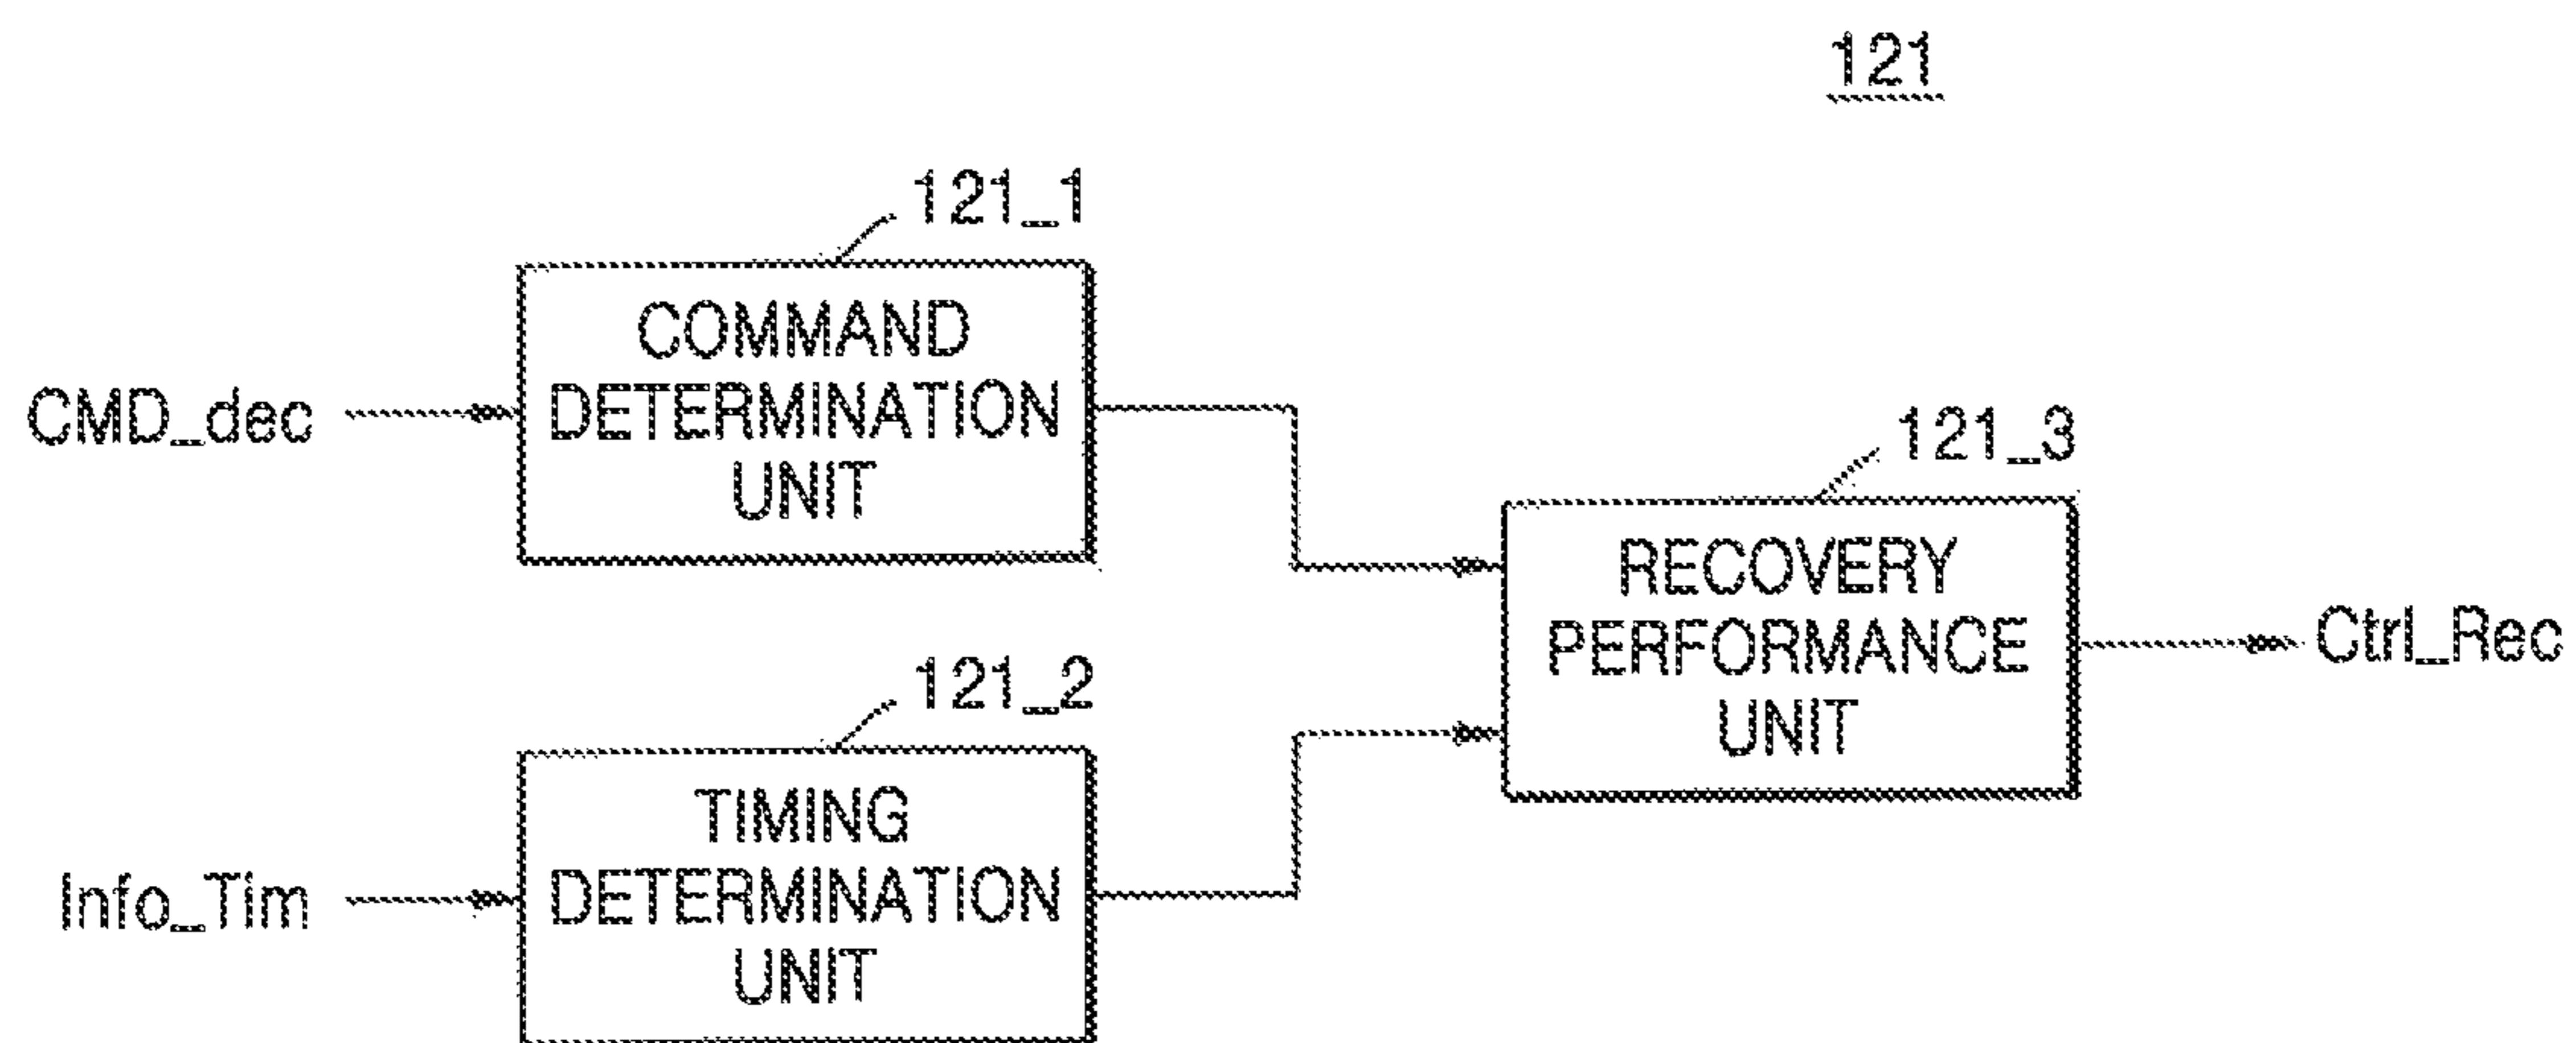 121
121_1
COMMAND
DETERMINATION
UNIT
CMD_dec
121_2
TIMING
DETERMINATION
UNIT
Info_Tim
121_3
RECOVERY
PERFORMANCE
UNIT
Ctrl_Rec